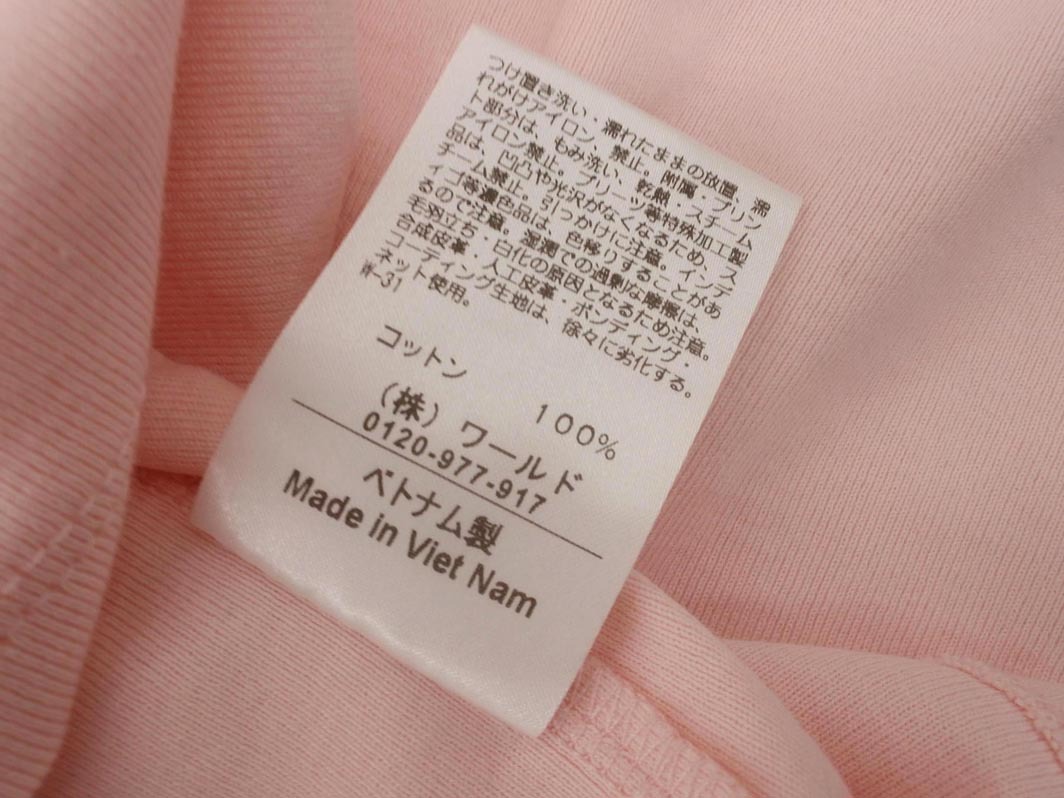 つけ置き洗い・濡れたままの放置、濡
れがけアイロン、禁止。附属・プリン
ト部分は、もみ洗い、乾熱・スチーム
アイロン禁止。プリーツ等特殊加工製
品は、凹凸や光沢がなくなるため、ス
チーム禁止。引っかけに注意。インデ
ィゴ等濃色品は、色移りすることがあ
るので注意。湿潤での過剰な摩擦は、
毛羽立ち・白化の原因となるため注意。
合成皮革・人工皮革・ボンディング・
コーティング生地は、徐々に劣化する。
ネット使用。
W-31
コットン 100%
(株) ワールド
0120-977-917
ベトナム製
Made in Viet Nam